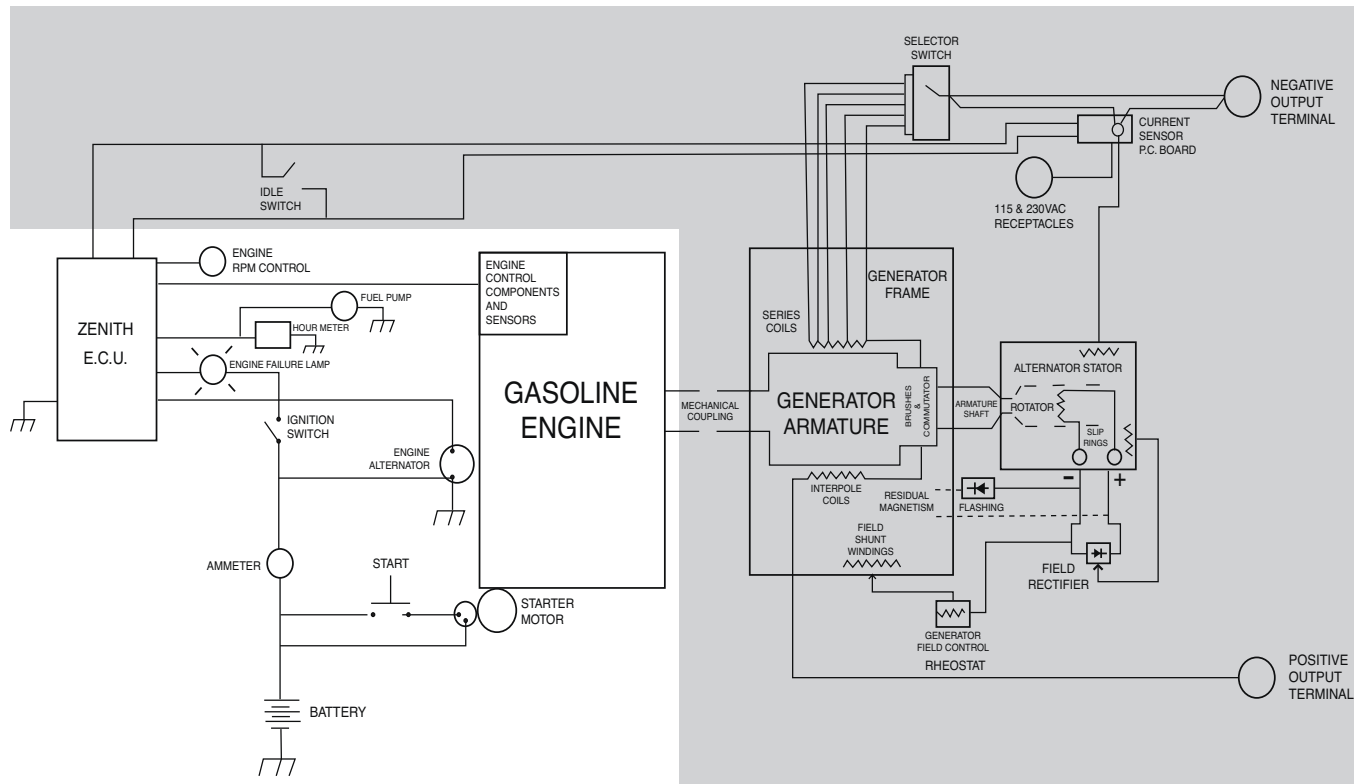 SELECTOR
SWITCH
NEGATIVE
OUTPUT
TERMINAL
CURRENT
SENSOR
P.C. BOARD
IDLE
SWITCH
115 & 230VAC
RECEPTACLES
ENGINE
RPM CONTROL
ENGINE
CONTROL
COMPONENTS
AND
SENSORS
GENERATOR
FRAME
FUEL PUMP
HOUR METER
SERIES
COILS
ZENITH
E.C.U.
ENGINE FAILURE LAMP
GASOLINE
ENGINE
MECHANICAL
COUPLING
GENERATOR
ARMATURE
BRUSHES
&
COMMUTATOR
ARMATURE
SHAFT
ALTERNATOR STATOR
ROTATOR
SLIP
RINGS
IGNITION
SWITCH
ENGINE
ALTERNATOR
INTERPOLE
COILS
RESIDUAL
MAGNETISM
FLASHING
-
+
FIELD
SHUNT
WINDINGS
FIELD
RECTIFIER
AMMETER
START
STARTER
MOTOR
GENERATOR
FIELD CONTROL
RHEOSTAT
POSITIVE
OUTPUT
TERMINAL
BATTERY